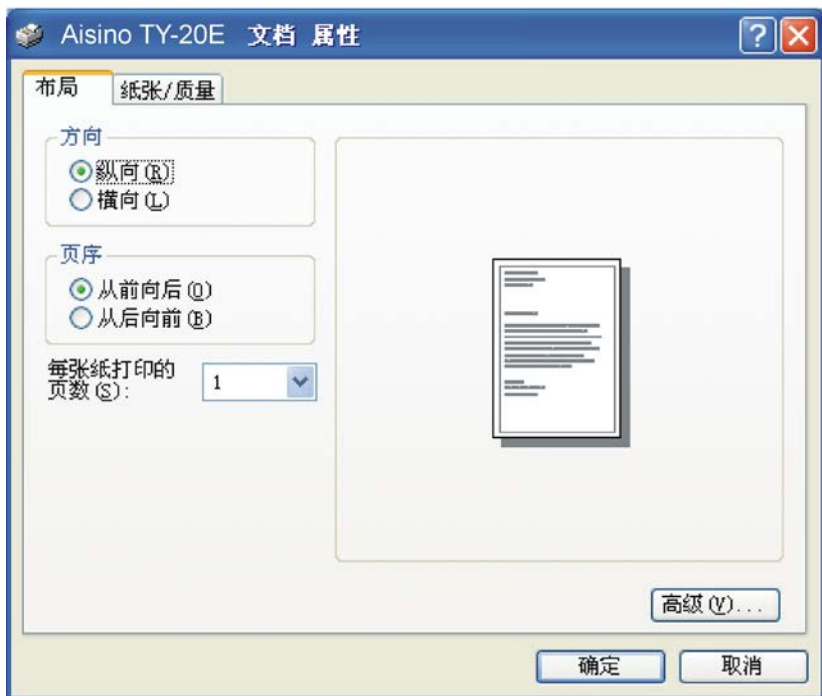 Aisino TY-20E 文档 属性
布局
纸张/质量
方向
纵向(R)
横向(L)
页序
从前向后(Q)
从后向前(B)
每张纸打印的
页数(S):
1
高级(V)...
确定
取消